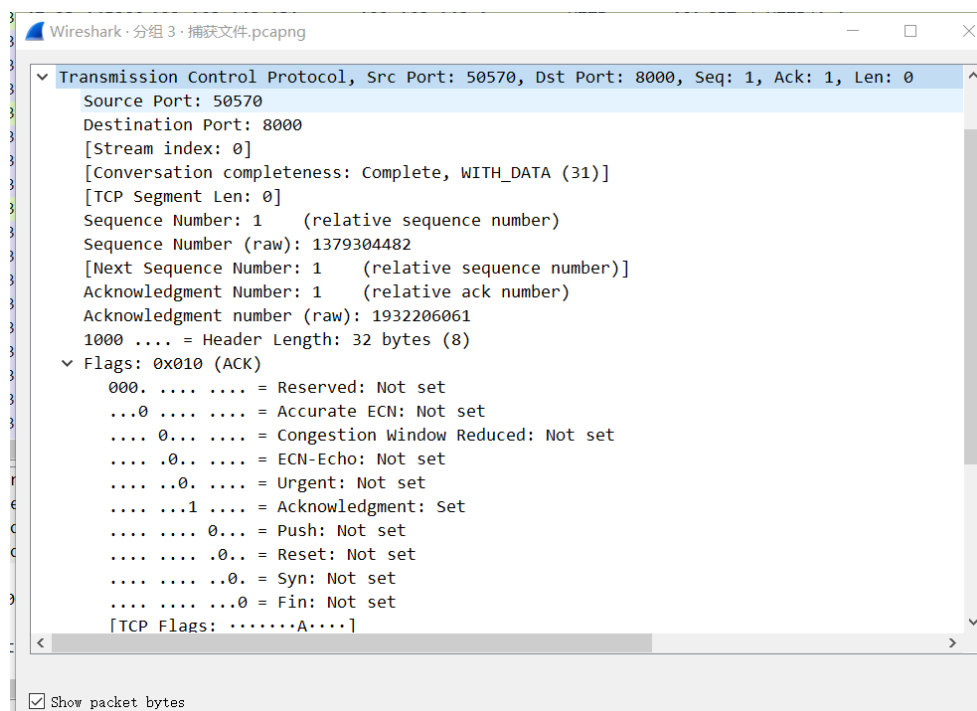 Wireshark · 分组 3 · 捕获文件.pcapng
Transmission Control Protocol, Src Port: 50570, Dst Port: 8000, Seq: 1, Ack: 1, Len: 0
Source Port: 50570
Destination Port: 8000
[Stream index: 0]
[Conversation completeness: Complete, WITH_DATA (31)]
[TCP Segment Len: 0]
Sequence Number: 1    (relative sequence number)
Sequence Number (raw): 1379304482
[Next Sequence Number: 1    (relative sequence number)]
Acknowledgment Number: 1    (relative ack number)
Acknowledgment number (raw): 1932206061
1000 .... = Header Length: 32 bytes (8)
Flags: 0x010 (ACK)
000. .... .... = Reserved: Not set
...0 .... .... = Accurate ECN: Not set
.... 0... .... = Congestion Window Reduced: Not set
.... .0.. .... = ECN-Echo: Not set
.... ..0. .... = Urgent: Not set
.... ...1 .... = Acknowledgment: Set
.... .... 0... = Push: Not set
.... .... .0.. = Reset: Not set
.... .... ..0. = Syn: Not set
.... .... ...0 = Fin: Not set
[TCP Flags: ·······A····]
Show packet bytes